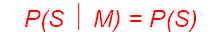 P(S | M) = P(S)